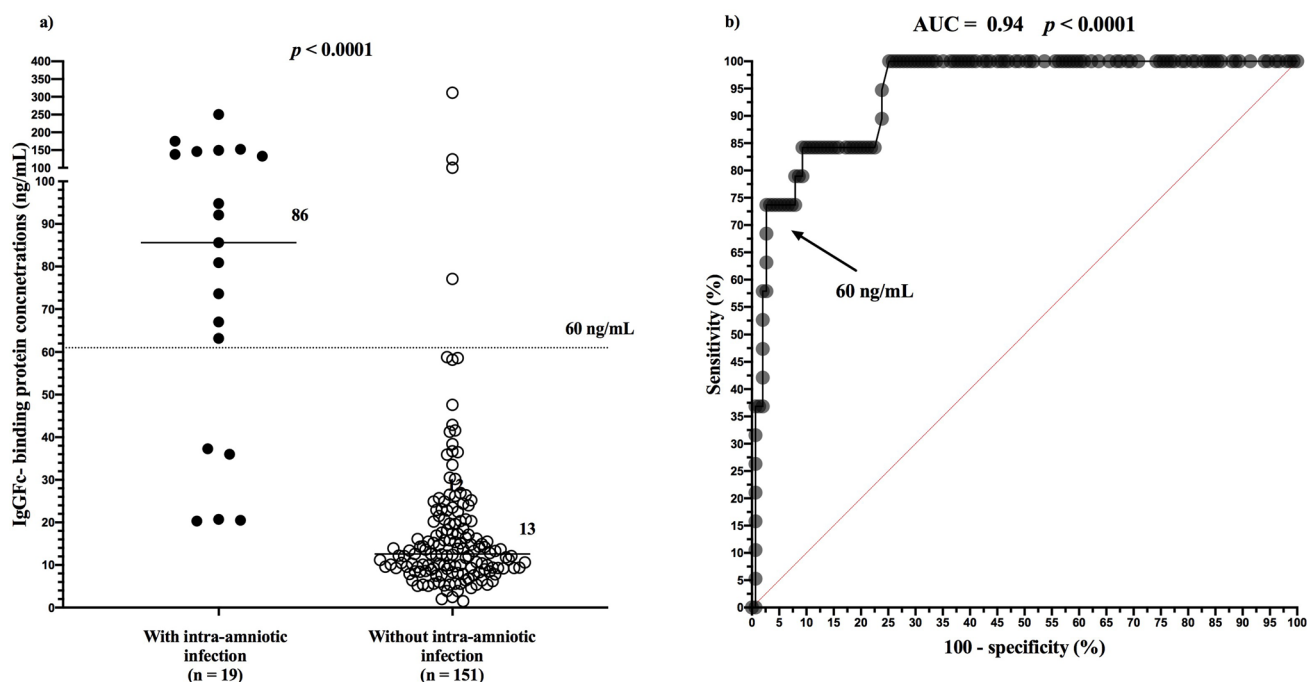 a)
p < 0.0001
IgGFc- binding protein concnetrations (ng/mL)
400
350
300
250
200
150
100
100
90
80
70
60
50
40
30
20
10
0
86
60 ng/mL
13
With intra-amniotic
infection
(n = 19)
Without intra-amniotic
infection
(n = 151)
b)
AUC = 0.94 p < 0.0001
Sensitivity (%)
100
95
90
85
80
75
70
65
60
55
50
45
40
35
30
25
20
15
10
5
0
60 ng/mL
0 5 10 15 20 25 30 35 40 45 50 55 60 65 70 75 80 85 90 95 100
100 - specificity (%)